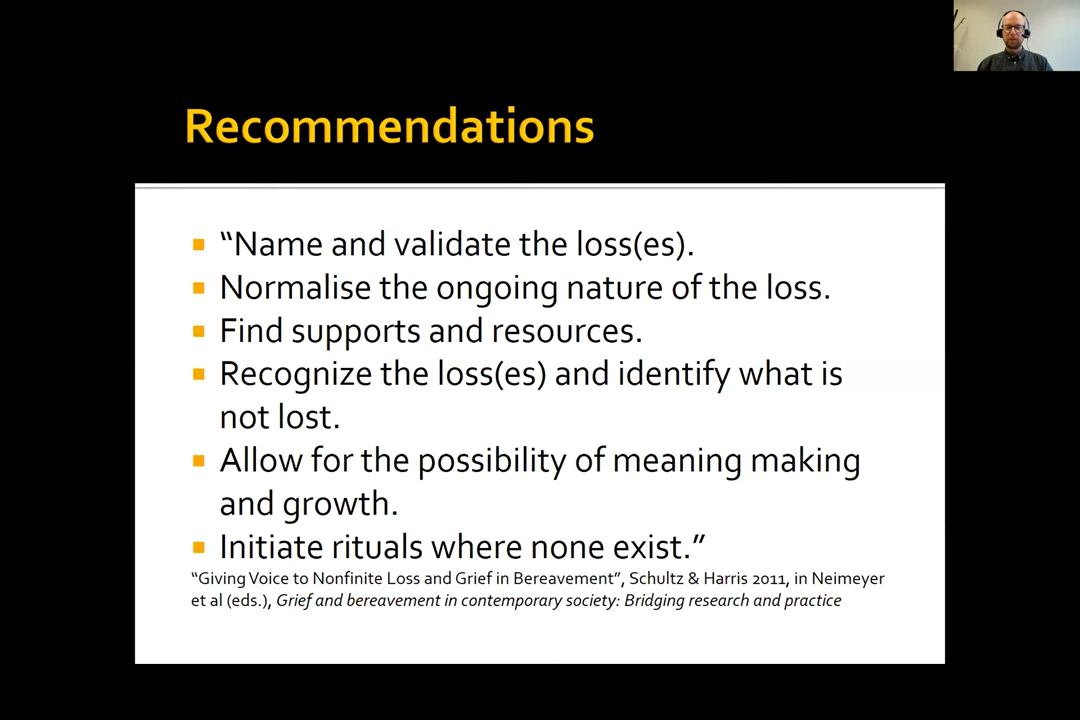 Recommendations
“Name and validate the loss(es).
Normalise the ongoing nature of the loss.
Find supports and resources.
Recognize the loss(es) and identify what is
not lost.
Allow for the possibility of meaning making
and growth.
Initiate rituals where none exist.”
“Giving Voice to Nonfinite Loss and Grief in Bereavement”, Schultz & Harris 2011, in Neimeyer
et al (eds.), Grief and bereavement in contemporary society: Bridging research and practice